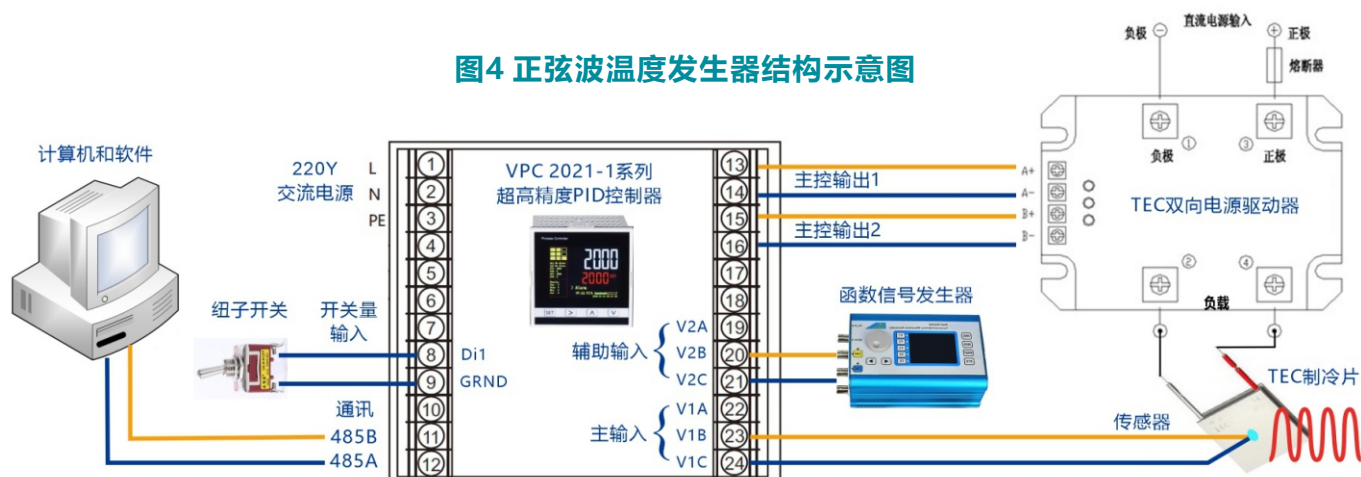 图4 正弦波温度发生器结构示意图
直流电源输入
负极
正极
熔断器
负极
①
③
正极
A+
A-
B+
B-
TEC双向电源驱动器
②
④
负载
计算机和软件
220Y
交流电源
L
N
PE
纽子开关
开关量
输入
通讯
485B
485A
1
2
3
4
5
6
7
8
9
10
11
12
Di1
GRND
VPC 2021-1系列
超高精度PID控制器
2000
2000
SET
辅助输入
V2A
V2B
V2C
主输入
V1A
V1B
V1C
13
14
15
16
17
18
19
20
21
22
23
24
主控输出1
主控输出2
函数信号发生器
传感器
TEC制冷片